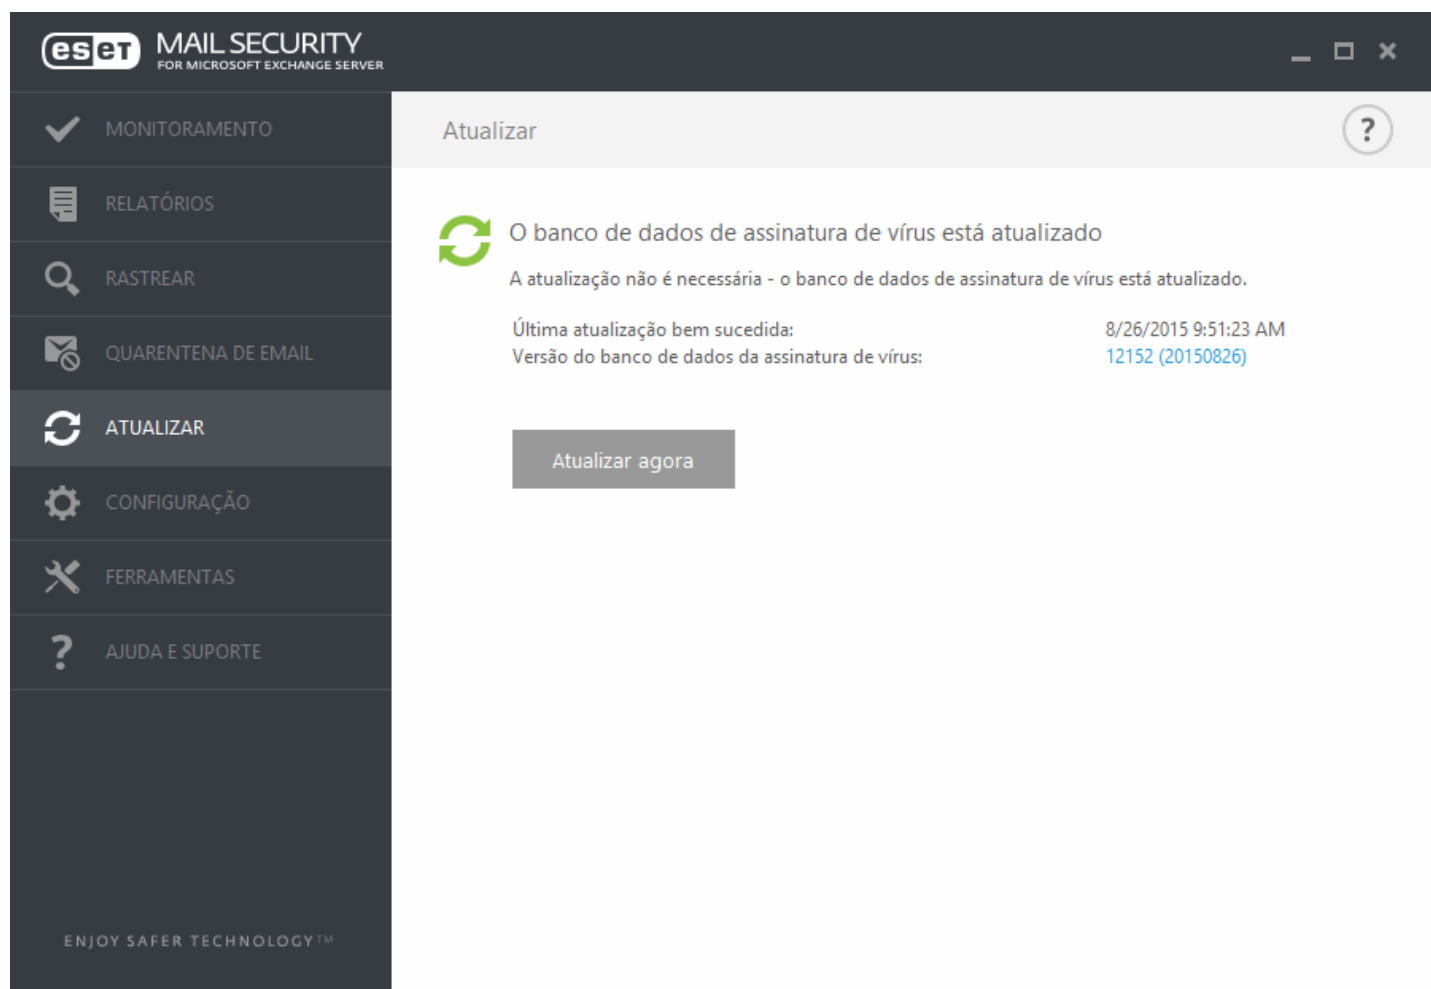 eset MAIL SECURITY
FOR MICROSOFT EXCHANGE SERVER
MONITORAMENTO
RELATÓRIOS
RASTREAR
QUARENTENA DE EMAIL
ATUALIZAR
CONFIGURAÇÃO
FERRAMENTAS
? AJUDA E SUPORTE
ENJOY SAFER TECHNOLOGY™
Atualizar ?
O banco de dados de assinatura de vírus está atualizado
A atualização não é necessária - o banco de dados de assinatura de vírus está atualizado.
Última atualização bem sucedida: 8/26/2015 9:51:23 AM
Versão do banco de dados da assinatura de vírus: 12152 (20150826)
Atualizar agora